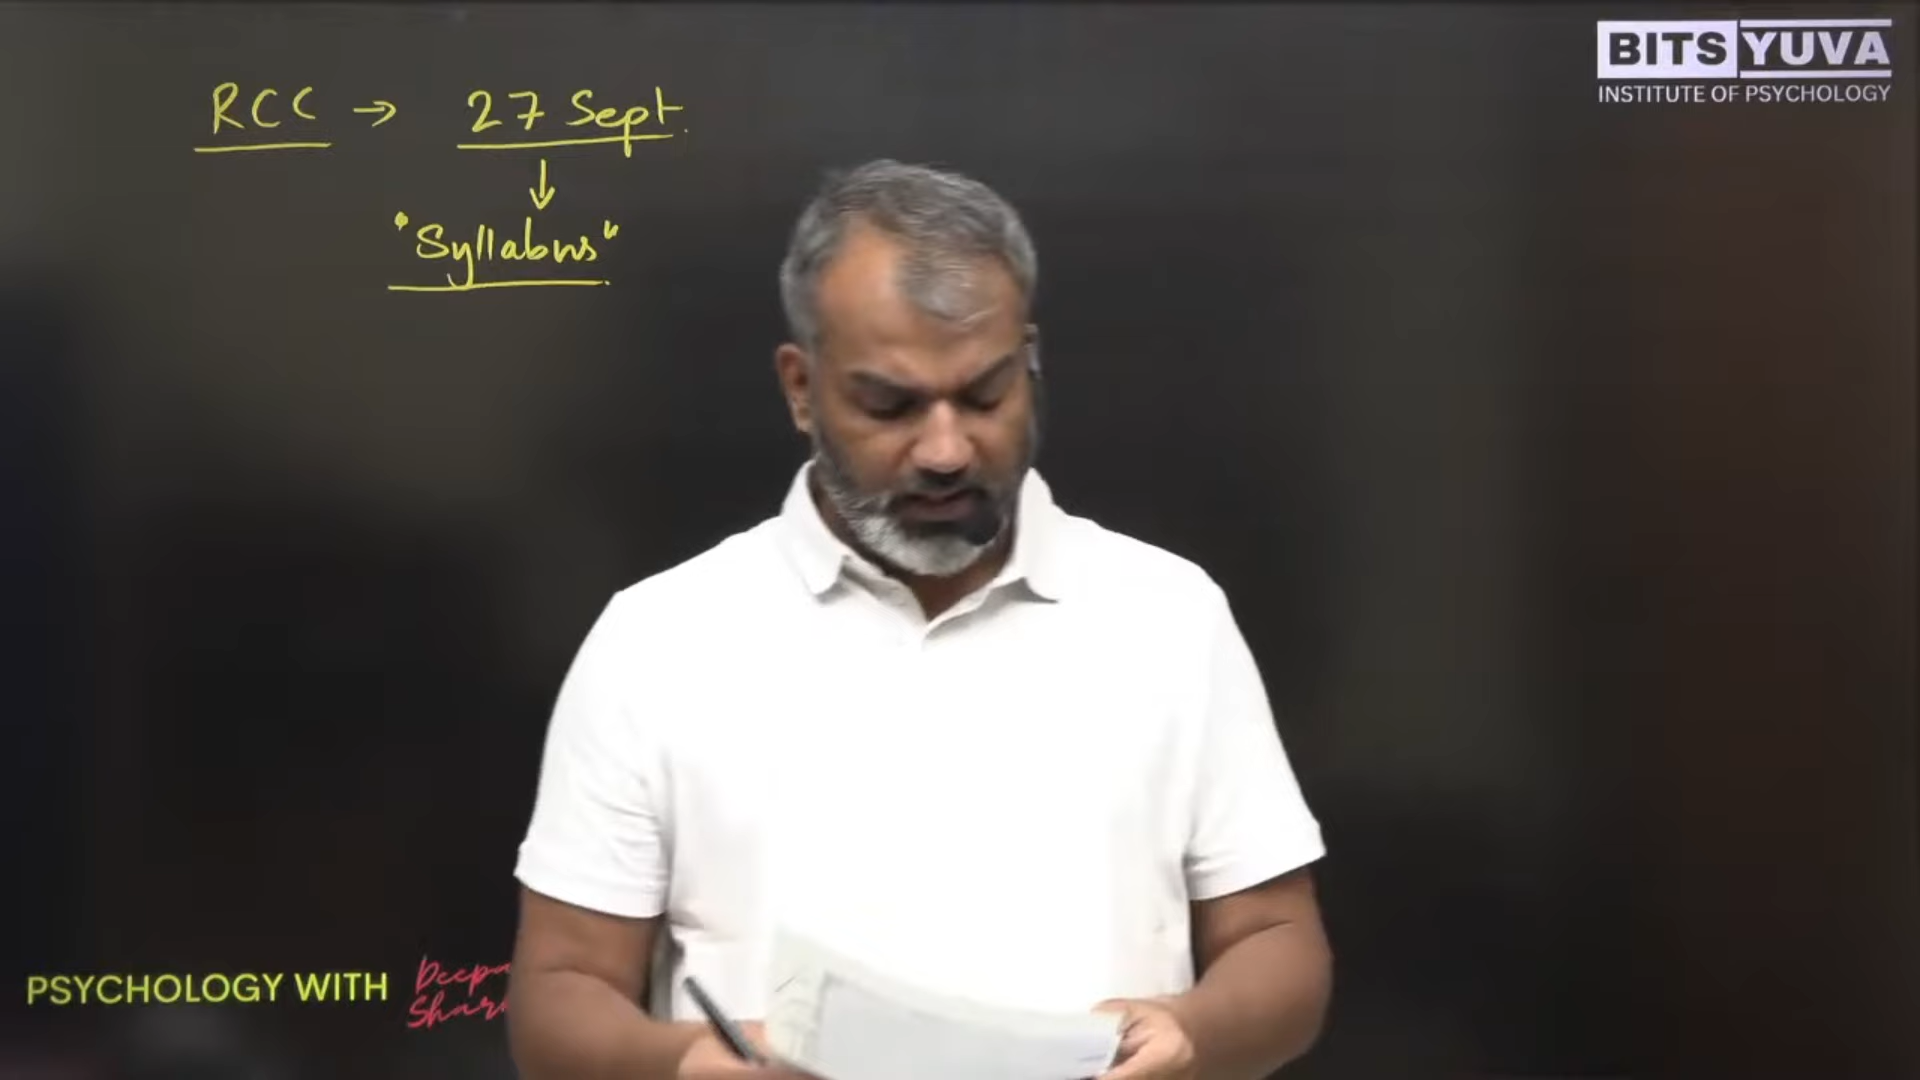 RCC → 27 Sept.
↓
"Syllabus"
BITS YUVA
INSTITUTE OF PSYCHOLOGY
PSYCHOLOGY WITH